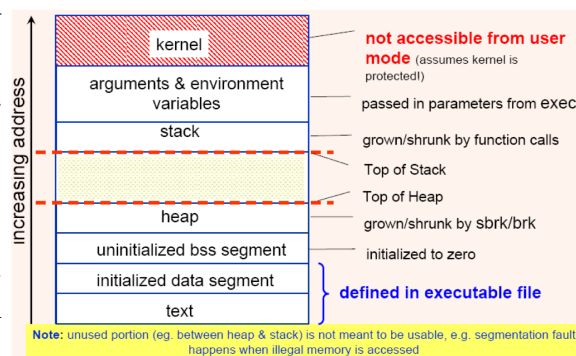 increasing address
kernel
not accessible from user
mode (assumes kernel is
protected!)
arguments & environment
variables
passed in parameters from exec
stack
grown/shrunk by function calls
Top of Stack
Top of Heap
heap
grown/shrunk by sbrk/brk
uninitialized bss segment
initialized to zero
initialized data segment
defined in executable file
text
Note: unused portion (eg. between heap & stack) is not meant to be usable, e.g. segmentation fault
happens when illegal memory is accessed